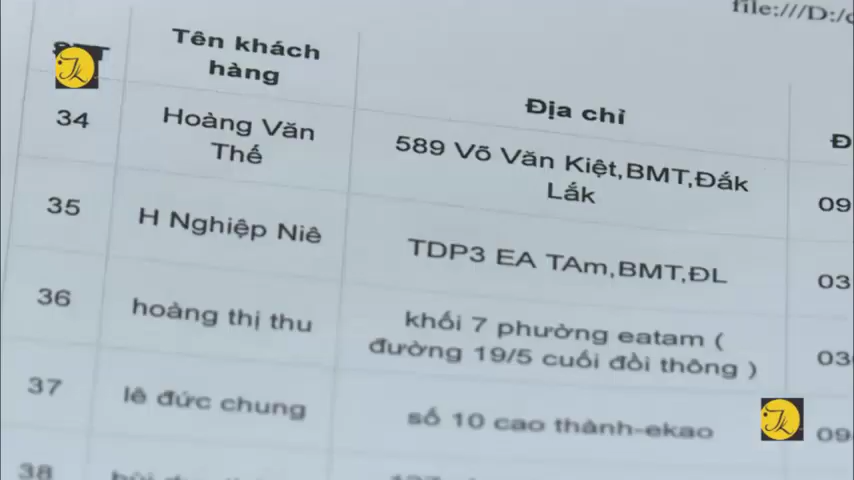 file:///D:/
Tên khách
hàng
Địa chỉ
34
Hoàng Văn
Thế
589 Võ Văn Kiệt,BMT,Đắk
Lắk
09
35
H Nghiệp Niê
TDP3 EA TAm,BMT,ĐL
03
36
hoàng thị thu
khối 7 phường eatam (
đường 19/5 cuối đồi thông )
03
37
lê đức chung
số 10 cao thành-ekao
09
38